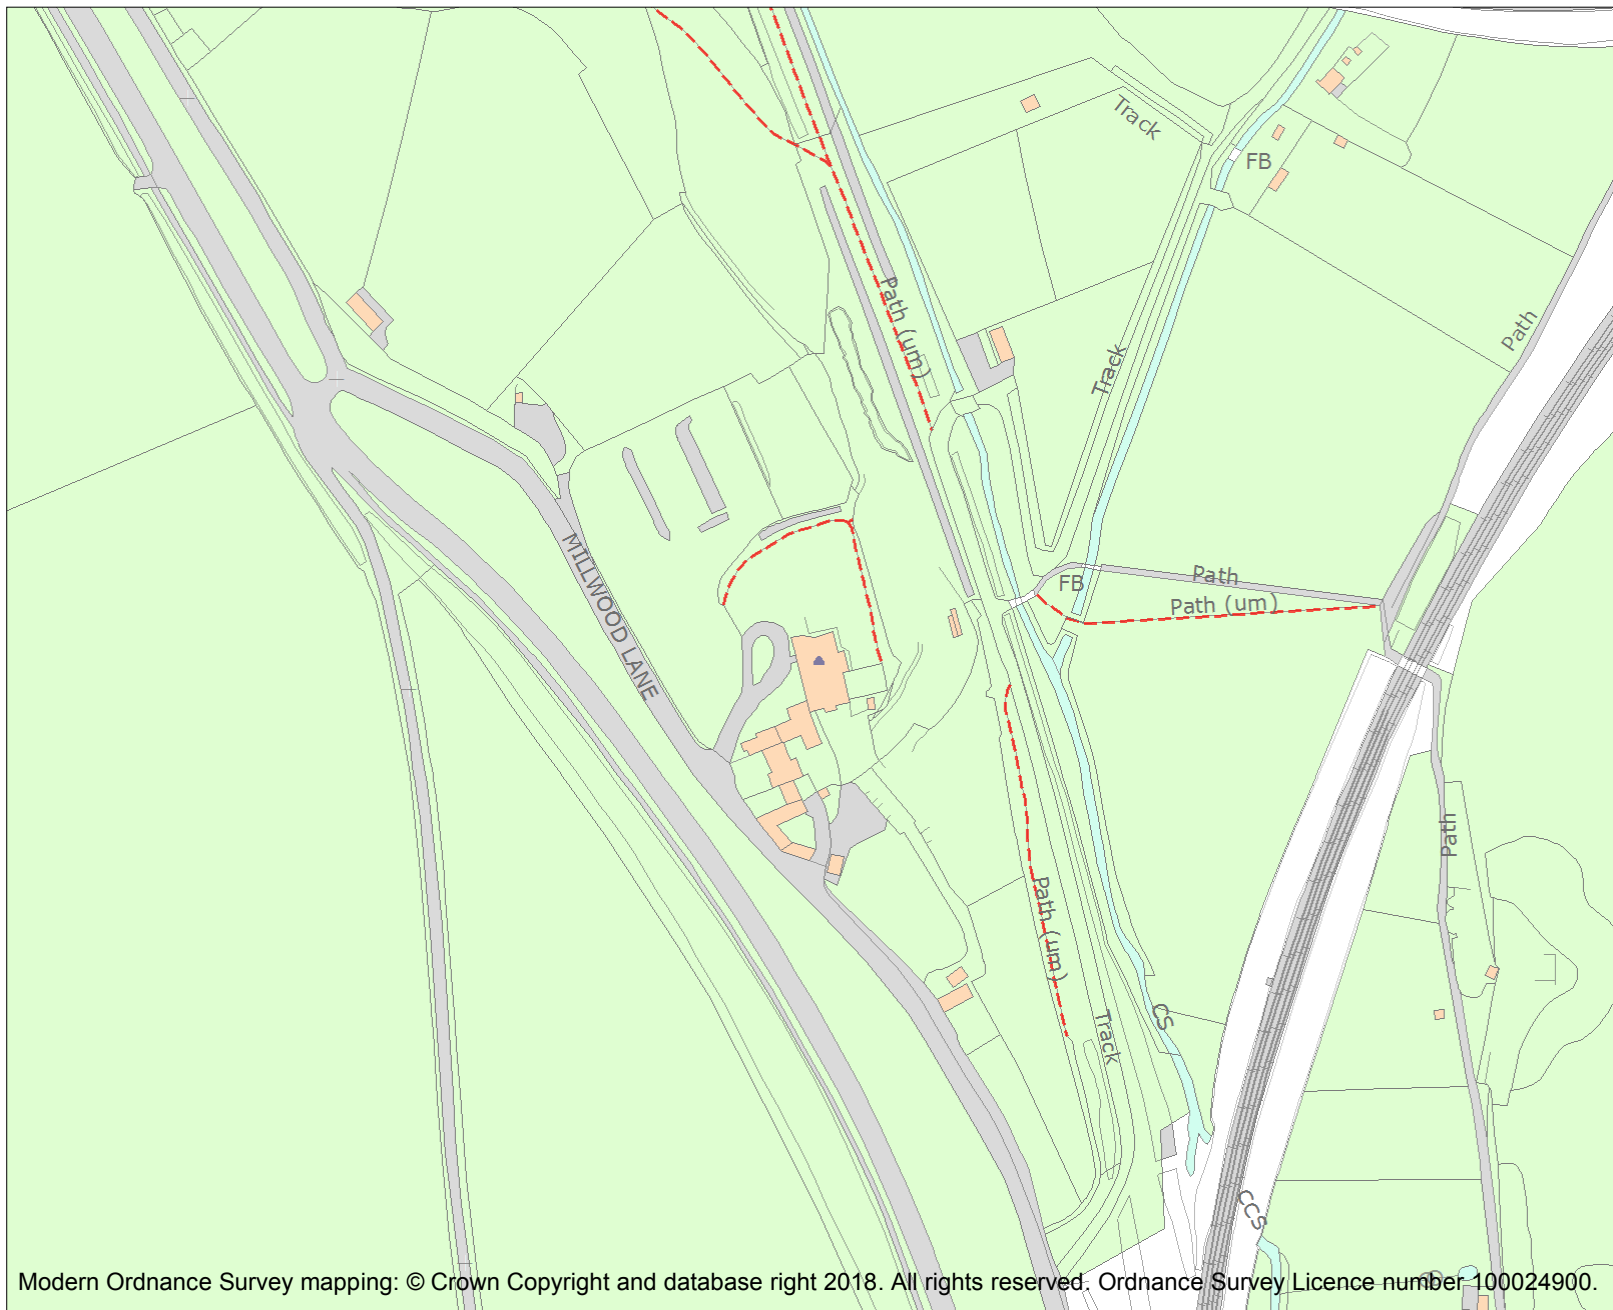 Track
FB
Path (um)
Path
Track
MILLWOOD LANE
Path
FB
Path (um)
Path
Path (um)
CS
Track
CCS
Modern Ordnance Survey mapping: © Crown Copyright and database right 2018. All rights reserved. Ordnance Survey Licence number 100024900.